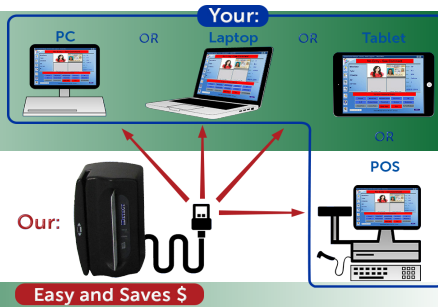 Your:
PC OR Laptop OR Tablet
OR
POS
Our:
Easy and Saves $